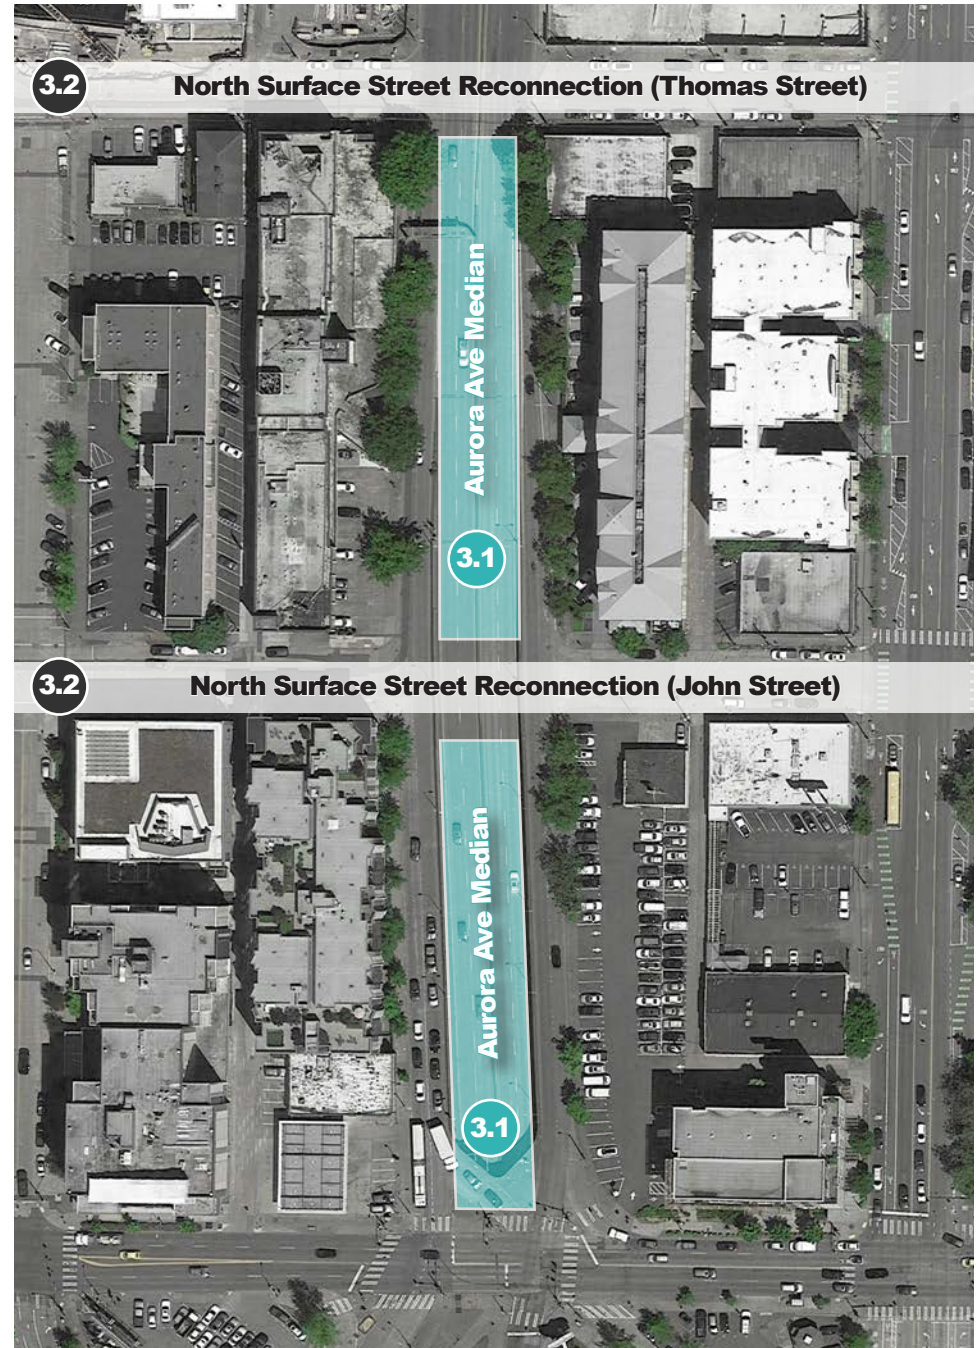 3.2 North Surface Street Reconnection (Thomas Street)
Aurora Ave Median
3.1
3.2 North Surface Street Reconnection (John Street)
Aurora Ave Median
3.1